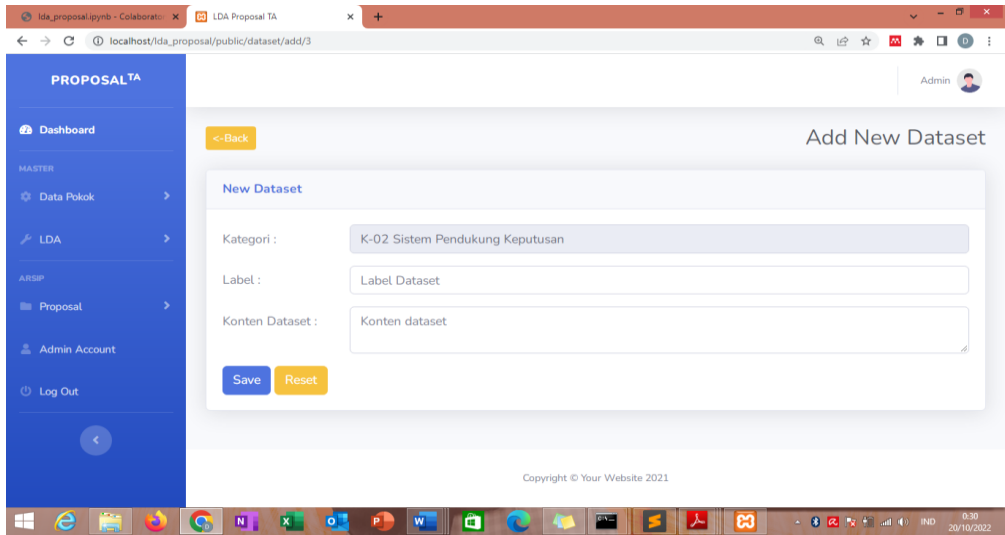 lda_proposal.ipynb - Colaborator
LDA Proposal TA
localhost/lda_proposal/public/dataset/add/3
D
PROPOSALTA
Admin
Dashboard
<-Back
Add New Dataset
MASTER
Data Pokok
New Dataset
LDA
Kategori :
K-02 Sistem Pendukung Keputusan
ARSIP
Label :
Label Dataset
Proposal
Konten Dataset :
Konten dataset
Admin Account
Save
Reset
Log Out
Copyright © Your Website 2021
IND
0:30
20/10/2022